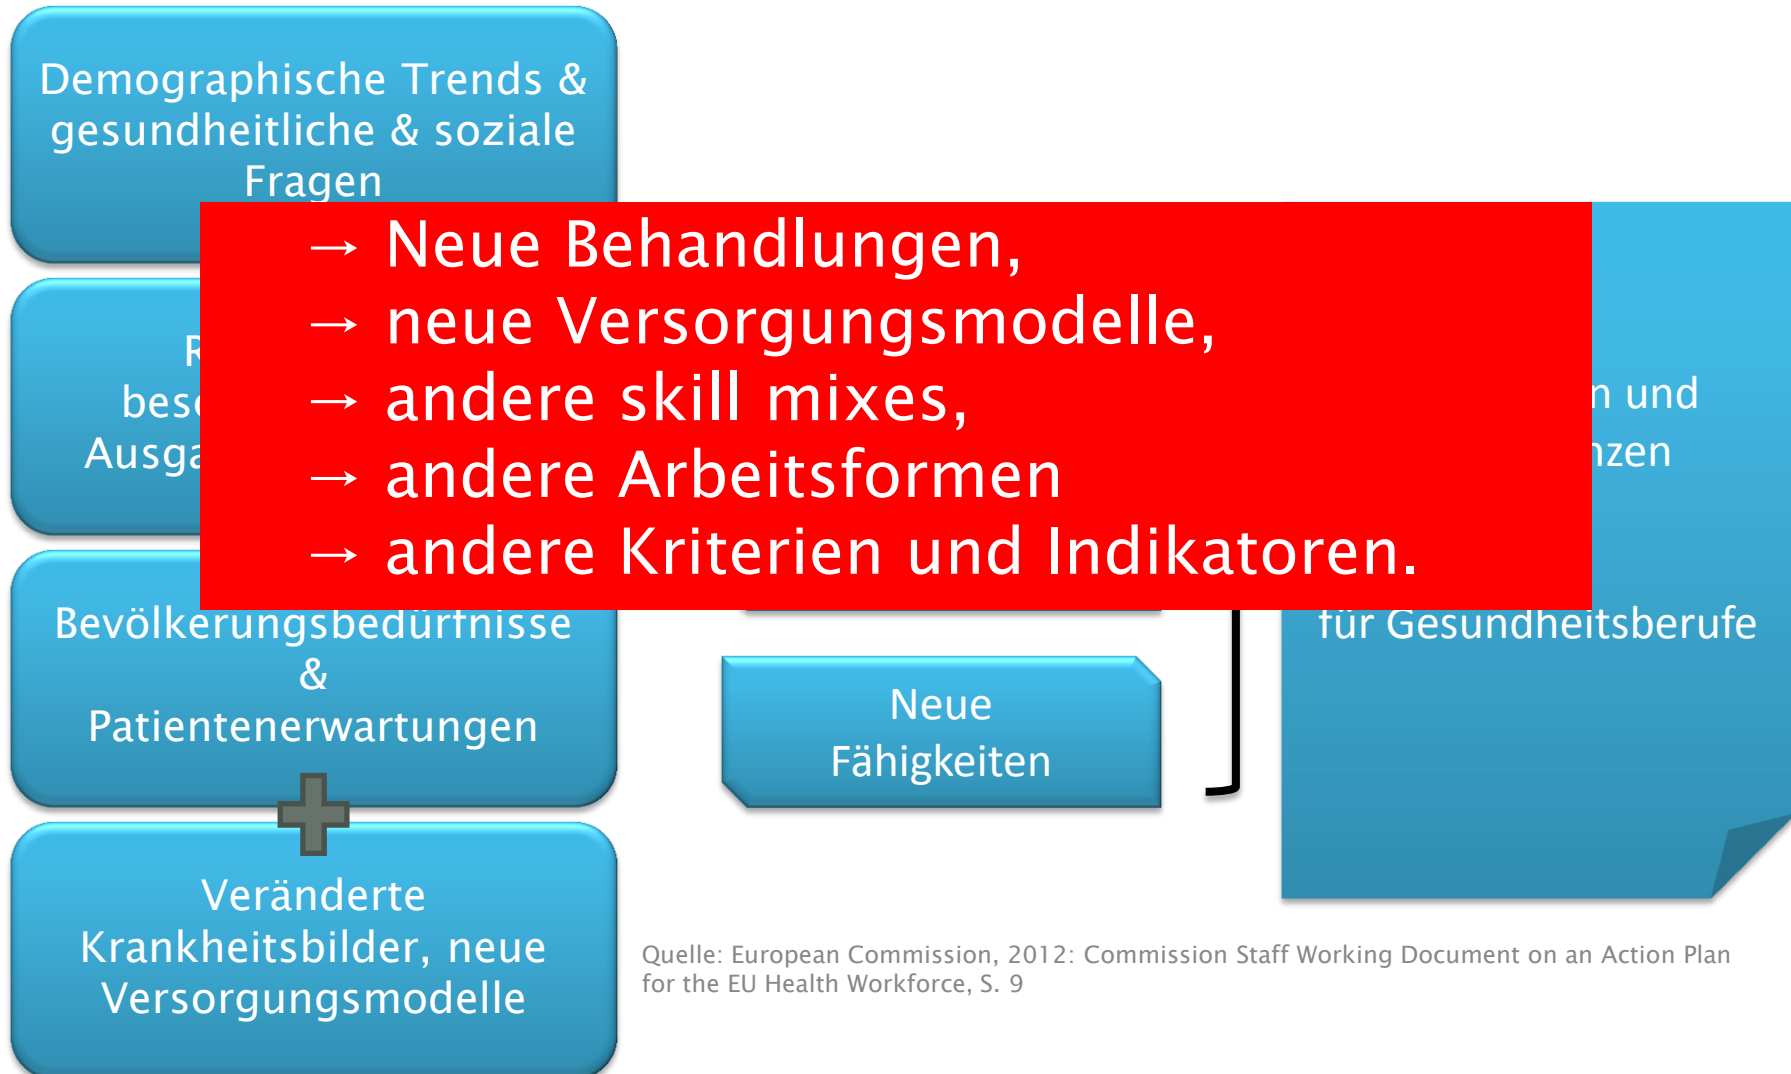 Demographische Trends &
gesundheitliche & soziale
Fragen
→ Neue Behandlungen,
→ neue Versorgungsmodelle,
→ andere skill mixes,
→ andere Arbeitsformen
→ andere Kriterien und Indikatoren.
und
Bevölkerungsbedürfnisse
&
Patientenerwartungen
Neue
Fähigkeiten
für Gesundheitsberufe
Veränderte
Krankheitsbilder, neue
Versorgungsmodelle
Quelle: European Commission, 2012: Commission Staff Working Document on an Action Plan
for the EU Health Workforce, S. 9